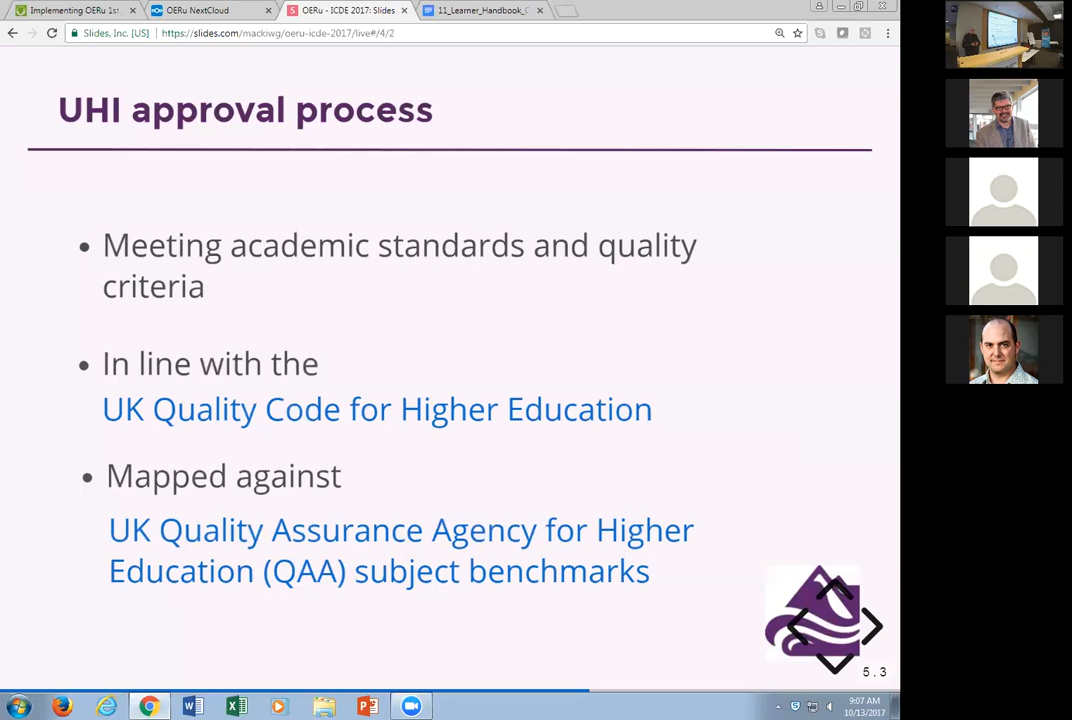 Implementing OERu 1st
OERu NextCloud
OERu - ICDE 2017: Slides
11_Learner_Handbook_C
Slides, Inc. [US]
https://slides.com/mackiwg/oeru-icde-2017/live#/4/2
UHI approval process
• Meeting academic standards and quality
criteria
• In line with the
UK Quality Code for Higher Education
• Mapped against
UK Quality Assurance Agency for Higher
Education (QAA) subject benchmarks
5.3
9:07 AM
10/13/2017